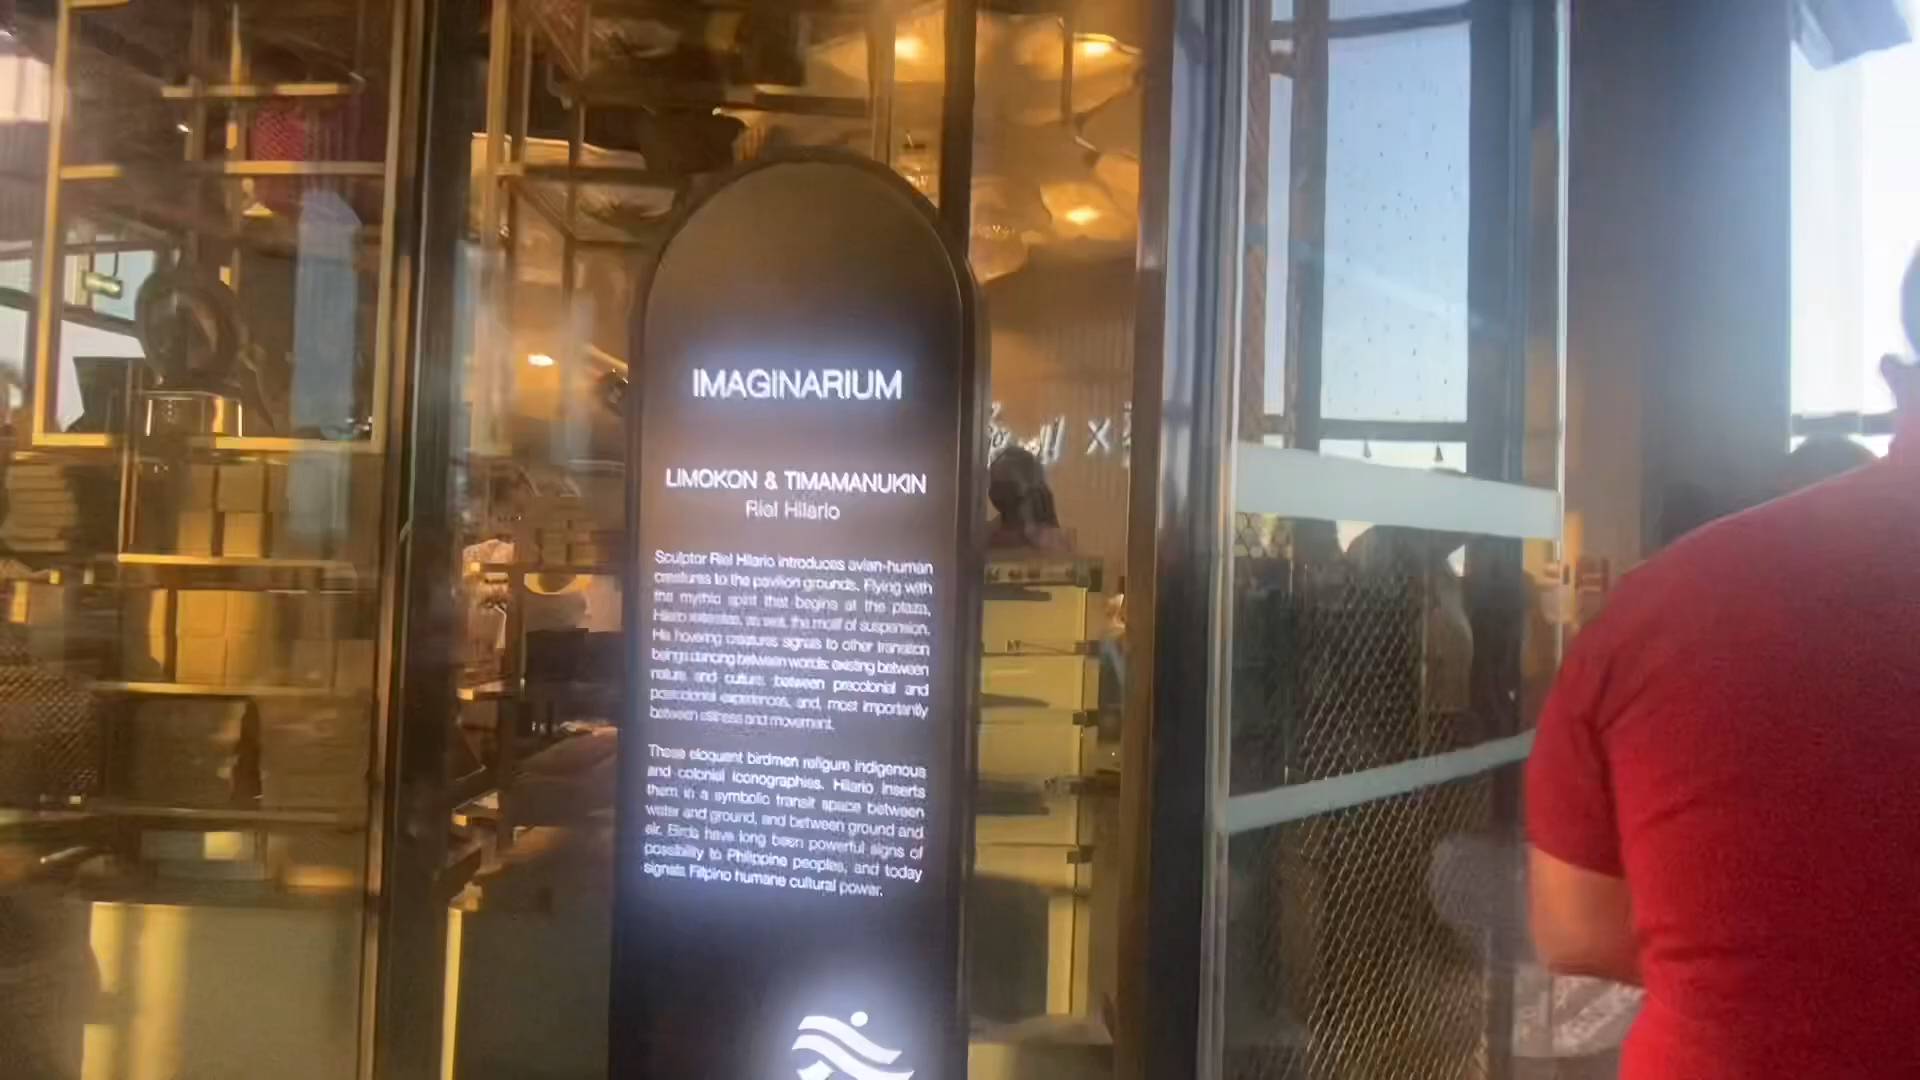 IMAGINARIUM
LIMOKON & TIMAMANUKIN
Riel Hilario
Sculptor Riel Hilario introduces avian-human
creatures to the pavilion grounds. Flying with
the mythic spirit that begins at the plaza,
Hilario as well, the motif of suspension.
His hovering creatures signals to other transition
beings dancing between worlds: existing between
nature and culture; between precolonial and
postcolonial experiences, and, most importantly
between stillness and movement.
These eloquent birdmen refigure indigenous
and colonial iconographies. Hilario inserts
them in a symbolic transit space between
water and ground, and between ground and
air. Birds have long been powerful signs of
possibility to Philippine peoples, and today
signals Filipino humane cultural power.
X